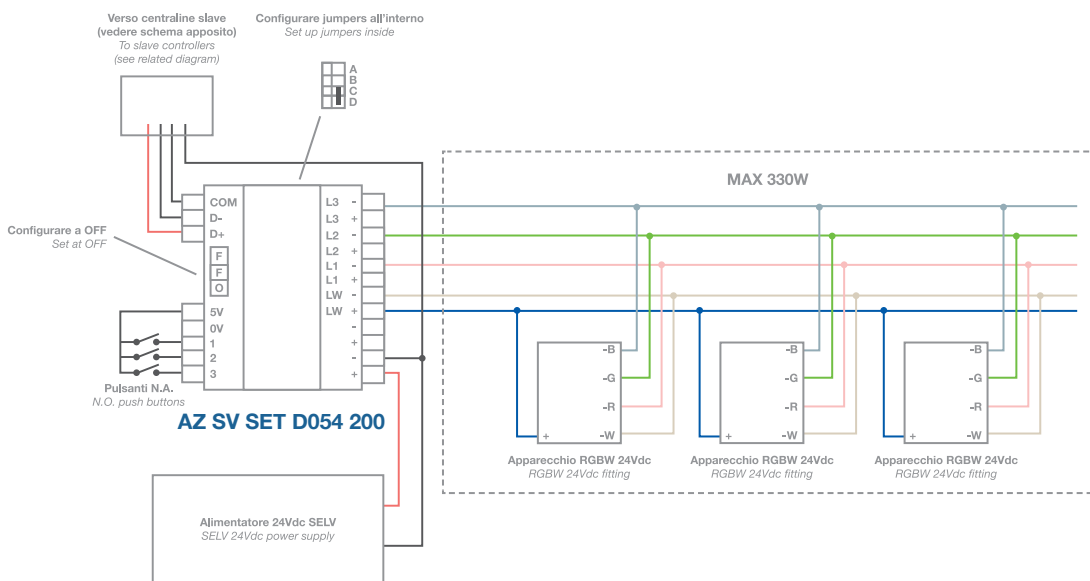 Verso centraline slave
(vedere schema apposito)
To slave controllers
(see related diagram)
Configurare jumpers all'interno
Set up jumpers inside
A
B
C
D
MAX 330W
Configurare a OFF
Set at OFF
COM
D-
D+
F
F
O
5V
0V
1
2
3
L3 -
L3 +
L2 -
L2 +
L1 -
L1 +
LW -
LW +
-
+
-
+
Pulsanti N.A.
N.O. push buttons
AZ SV SET D054 200
-B
-G
-R
+ -W
Apparecchio RGBW 24Vdc
RGBW 24Vdc fitting
-B
-G
-R
+ -W
Apparecchio RGBW 24Vdc
RGBW 24Vdc fitting
-B
-G
-R
+ -W
Apparecchio RGBW 24Vdc
RGBW 24Vdc fitting
Alimentatore 24Vdc SELV
SELV 24Vdc power supply